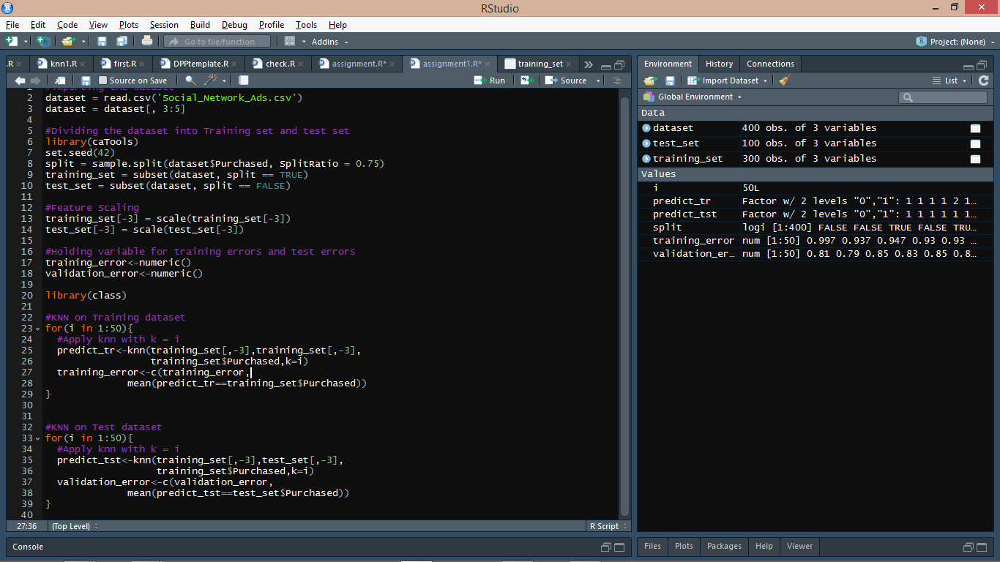 RStudio
File Edit Code View Plots Session Build Debug Profile Tools Help
Go to file/function Addins Project: (None)
.R knn1.R first.R DPPtemplate.R check.R assignment.R* assignment1.R* training_set
Source on Save Run Source
1 #Importing the dataset
2 dataset = read.csv('Social_Network_Ads.csv')
3 dataset = dataset[, 3:5]
4
5 #Dividing the dataset into Training set and test set
6 library(caTools)
7 set.seed(42)
8 split = sample.split(dataset$Purchased, SplitRatio = 0.75)
9 training_set = subset(dataset, split == TRUE)
10 test_set = subset(dataset, split == FALSE)
11
12 #Feature Scaling
13 training_set[-3] = scale(training_set[-3])
14 test_set[-3] = scale(test_set[-3])
15
16 #Holding variable for training errors and test errors
17 training_error<-numeric()
18 validation_error<-numeric()
19
20 library(class)
21
22 #KNN on Training dataset
23 for(i in 1:50){
24 #Apply knn with k = i
25 predict_tr<-knn(training_set[,-3],training_set[,-3],
26 training_set$Purchased,k=i)
27 training_error<-c(training_error,
28 mean(predict_tr==training_set$Purchased))
29 }
30
31
32 #KNN on Test dataset
33 for(i in 1:50){
34 #Apply knn with k = i
35 predict_tst<-knn(training_set[,-3],test_set[,-3],
36 training_set$Purchased,k=i)
37 validation_error<-c(validation_error,
38 mean(predict_tst==test_set$Purchased))
39 }
40
27:36 (Top Level) R Script
Console
Environment History Connections
Import Dataset List
Global Environment
Data
dataset 400 obs. of 3 variables
test_set 100 obs. of 3 variables
training_set 300 obs. of 3 variables
Values
i 50L
predict_tr Factor w/ 2 levels "0","1": 1 1 1 1 2 1…
predict_tst Factor w/ 2 levels "0","1": 1 1 1 1 1 1…
split logi [1:400] FALSE FALSE TRUE FALSE TRU…
training_error num [1:50] 0.997 0.937 0.947 0.93 0.93 …
validation_er… num [1:50] 0.81 0.79 0.85 0.83 0.85 0.8…
Files Plots Packages Help Viewer